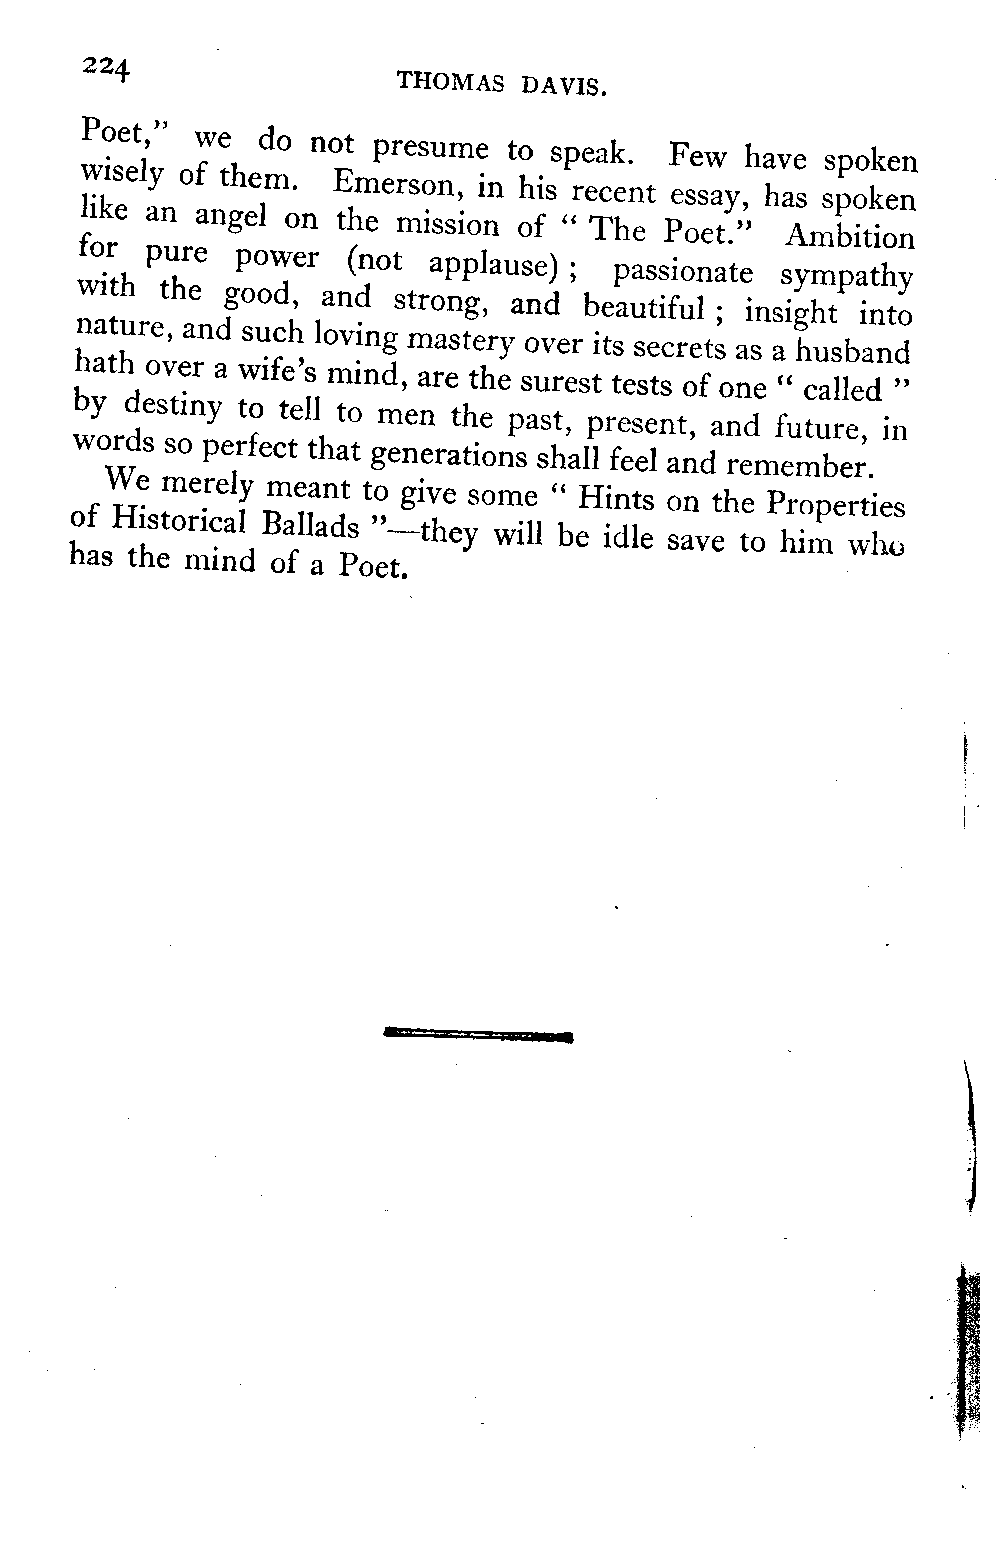 224
THOMAS DAVIS.
Poet,” we do not presume to speak. Few have spoken
wisely of them. Emerson, in his recent essay, has spoken
like an angel on the mission of “ The Poet.” Ambition
for pure power (not applause) ; passionate sympathy
with the good, and strong, and beautiful ; insight into
nature, and such loving mastery over its secrets as a husband
hath over a wife’s mind, are the surest tests of one “ called ”
by destiny to tell to men the past, present, and future, in
words so perfect that generations shall feel and remember.
We merely meant to give some “ Hints on the Properties
of Historical Ballads ”—they will be idle save to him who
has the mind of a Poet.